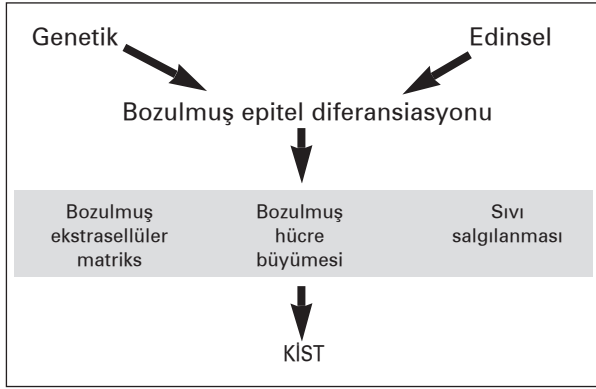 Genetik
Edinsel
Bozulmuş epitel diferansiasyonu
Bozulmuş
ekstrasellüler
matriks
Bozulmuş
hücre
büyümesi
Sıvı
salgılanması
KİST